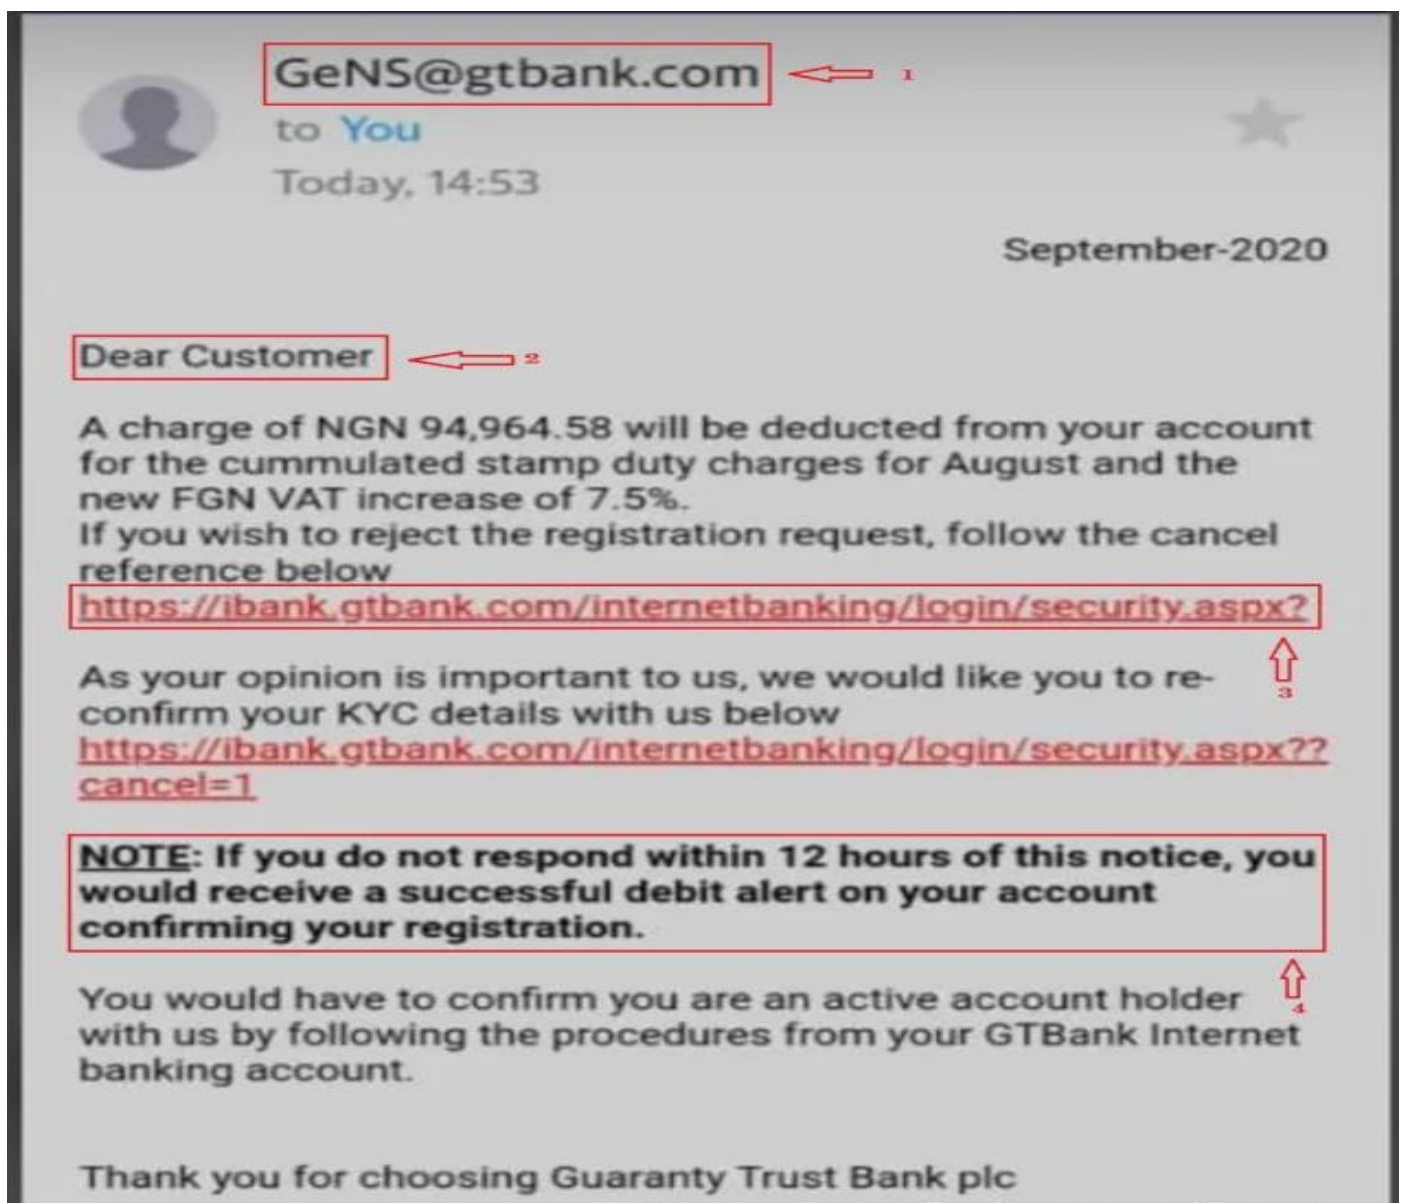 GeNS@gtbank.com
1
to You
Today, 14:53
September-2020
Dear Customer
2
A charge of NGN 94,964.58 will be deducted from your account
for the cummulated stamp duty charges for August and the
new FGN VAT increase of 7.5%.
If you wish to reject the registration request, follow the cancel
reference below
https://ibank.gtbank.com/internetbanking/login/security.aspx?
3
As your opinion is important to us, we would like you to re-
confirm your KYC details with us below
https://ibank.gtbank.com/internetbanking/login/security.aspx??
cancel=1
NOTE: If you do not respond within 12 hours of this notice, you
would receive a successful debit alert on your account
confirming your registration.
4
You would have to confirm you are an active account holder
with us by following the procedures from your GTBank Internet
banking account.
Thank you for choosing Guaranty Trust Bank plc